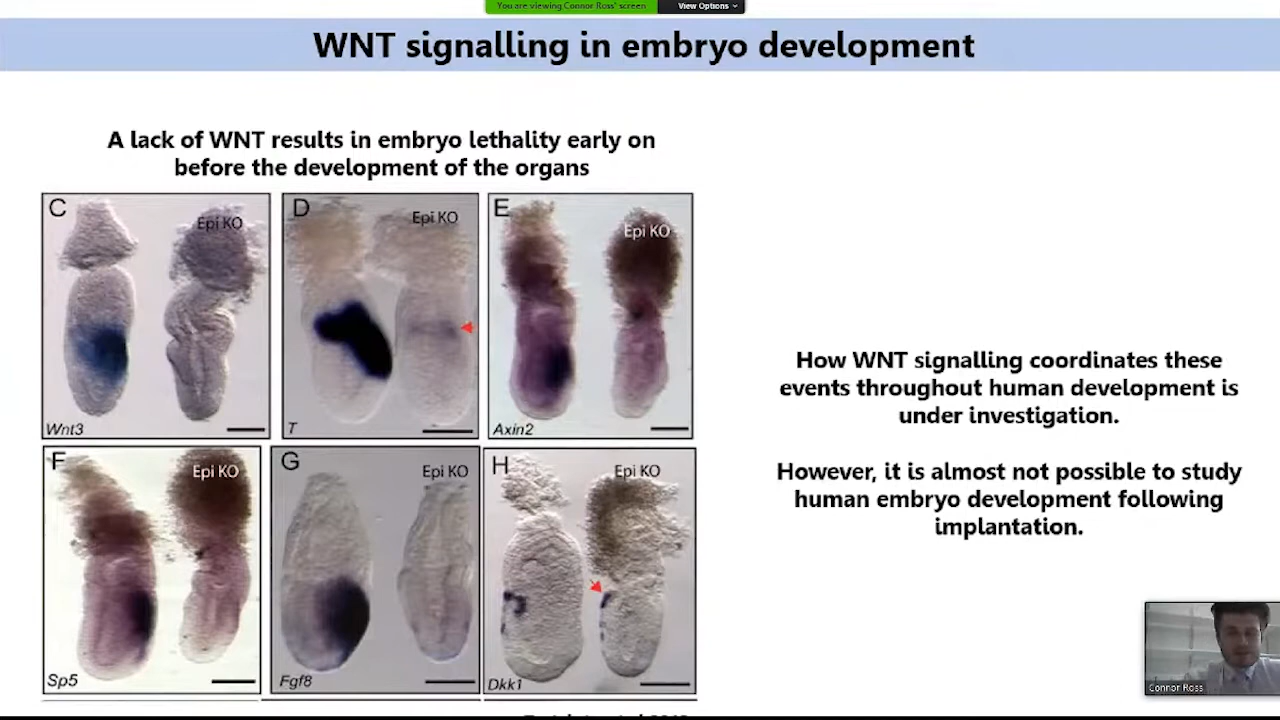 You are viewing Connor Ross' screen
View Options
WNT signalling in embryo development
A lack of WNT results in embryo lethality early on
before the development of the organs
C
Epi KO
Wnt3
D
Epi KO
T
E
Epi KO
Axin2
F
Epi KO
Sp5
G
Epi KO
Fgf8
H
Epi KO
Dkk1
How WNT signalling coordinates these
events throughout human development is
under investigation.
However, it is almost not possible to study
human embryo development following
implantation.
Connor Ross